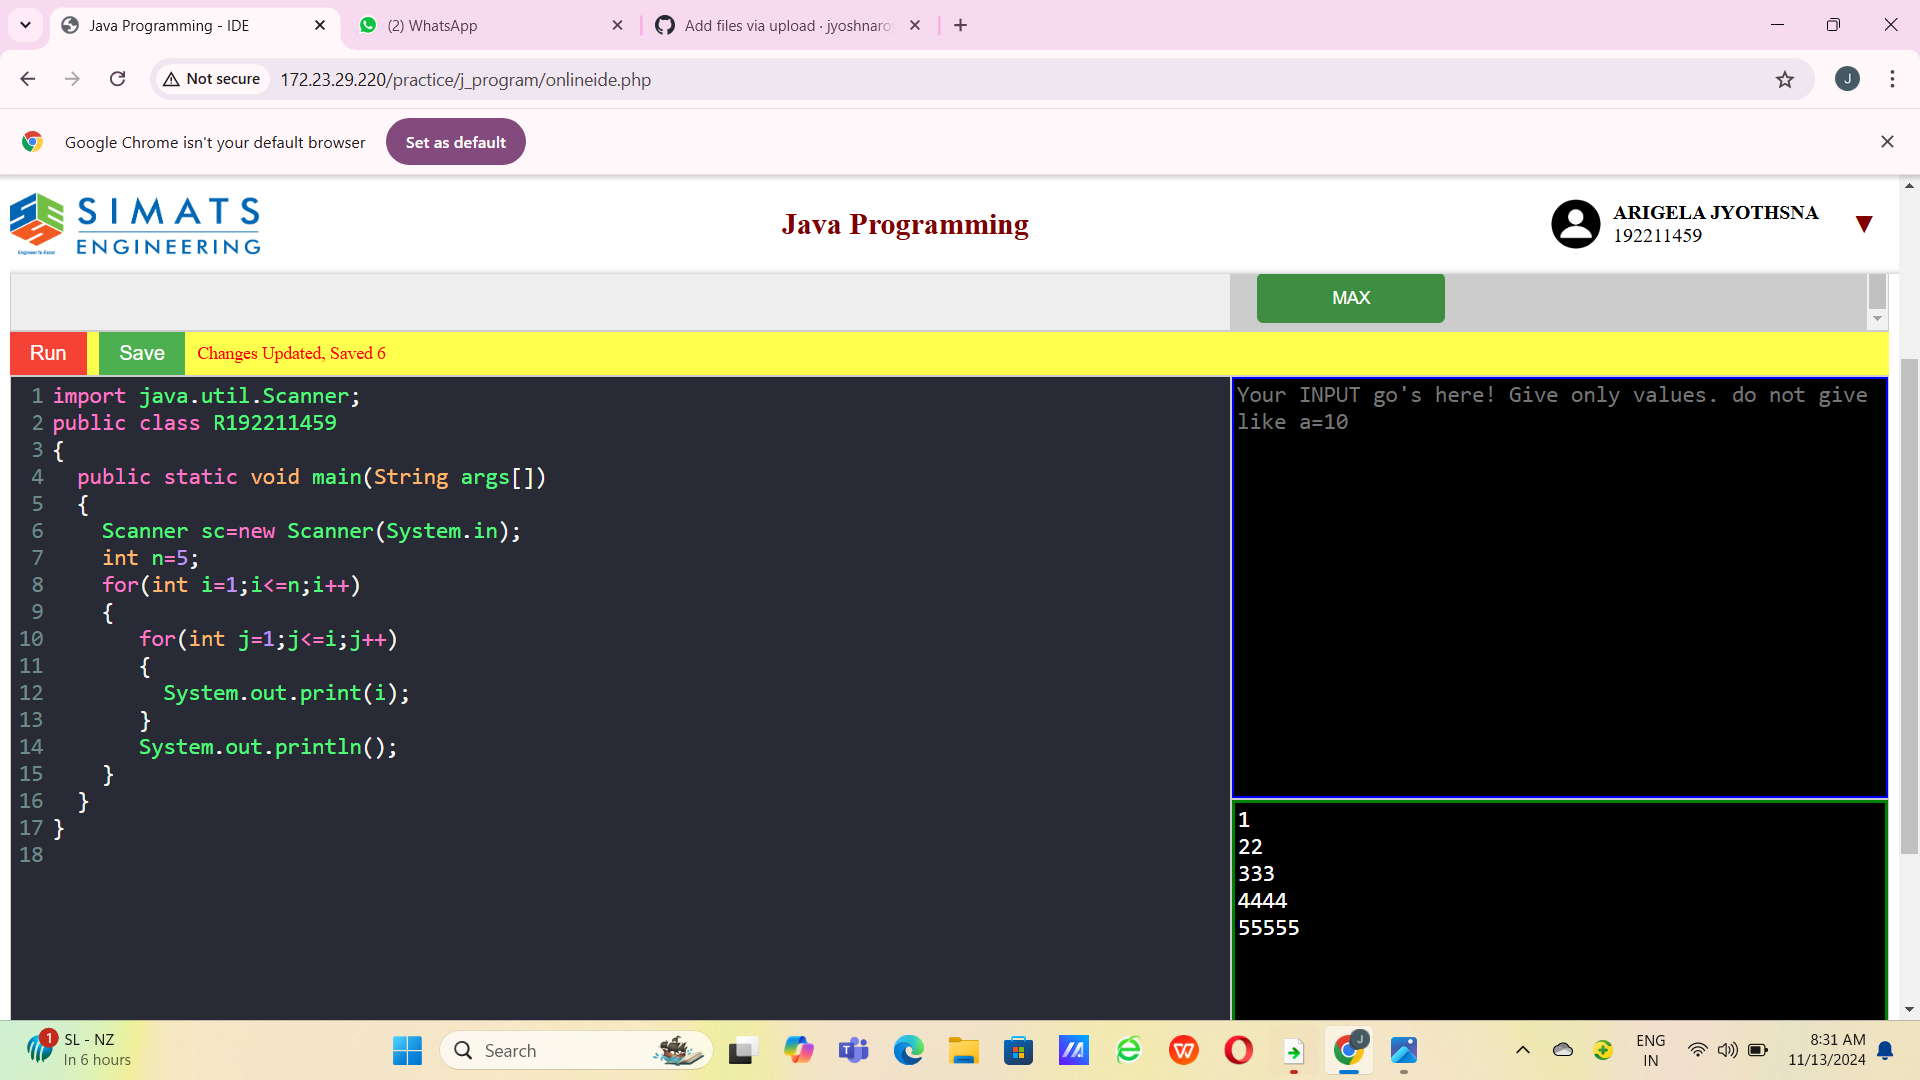 Java Programming - IDE
(2) WhatsApp
Add files via upload · jyoshnaro
Not secure
172.23.29.220/practice/j_program/onlineide.php
J
Google Chrome isn't your default browser
Set as default
SIMATS
ENGINEERING
Engineer to Excel
Java Programming
ARIGELA JYOTHSNA
192211459
MAX
Run
Save
Changes Updated, Saved 6
1 import java.util.Scanner;
2 public class R192211459
3 {
4   public static void main(String args[])
5   {
6     Scanner sc=new Scanner(System.in);
7     int n=5;
8     for(int i=1;i<=n;i++)
9     {
10        for(int j=1;j<=i;j++)
11        {
12          System.out.print(i);
13        }
14        System.out.println();
15     }
16   }
17 }
18
Your INPUT go's here! Give only values. do not give
like a=10
1
22
333
4444
55555
1
SL - NZ
In 6 hours
Search
J
ENG
IN
8:31 AM
11/13/2024